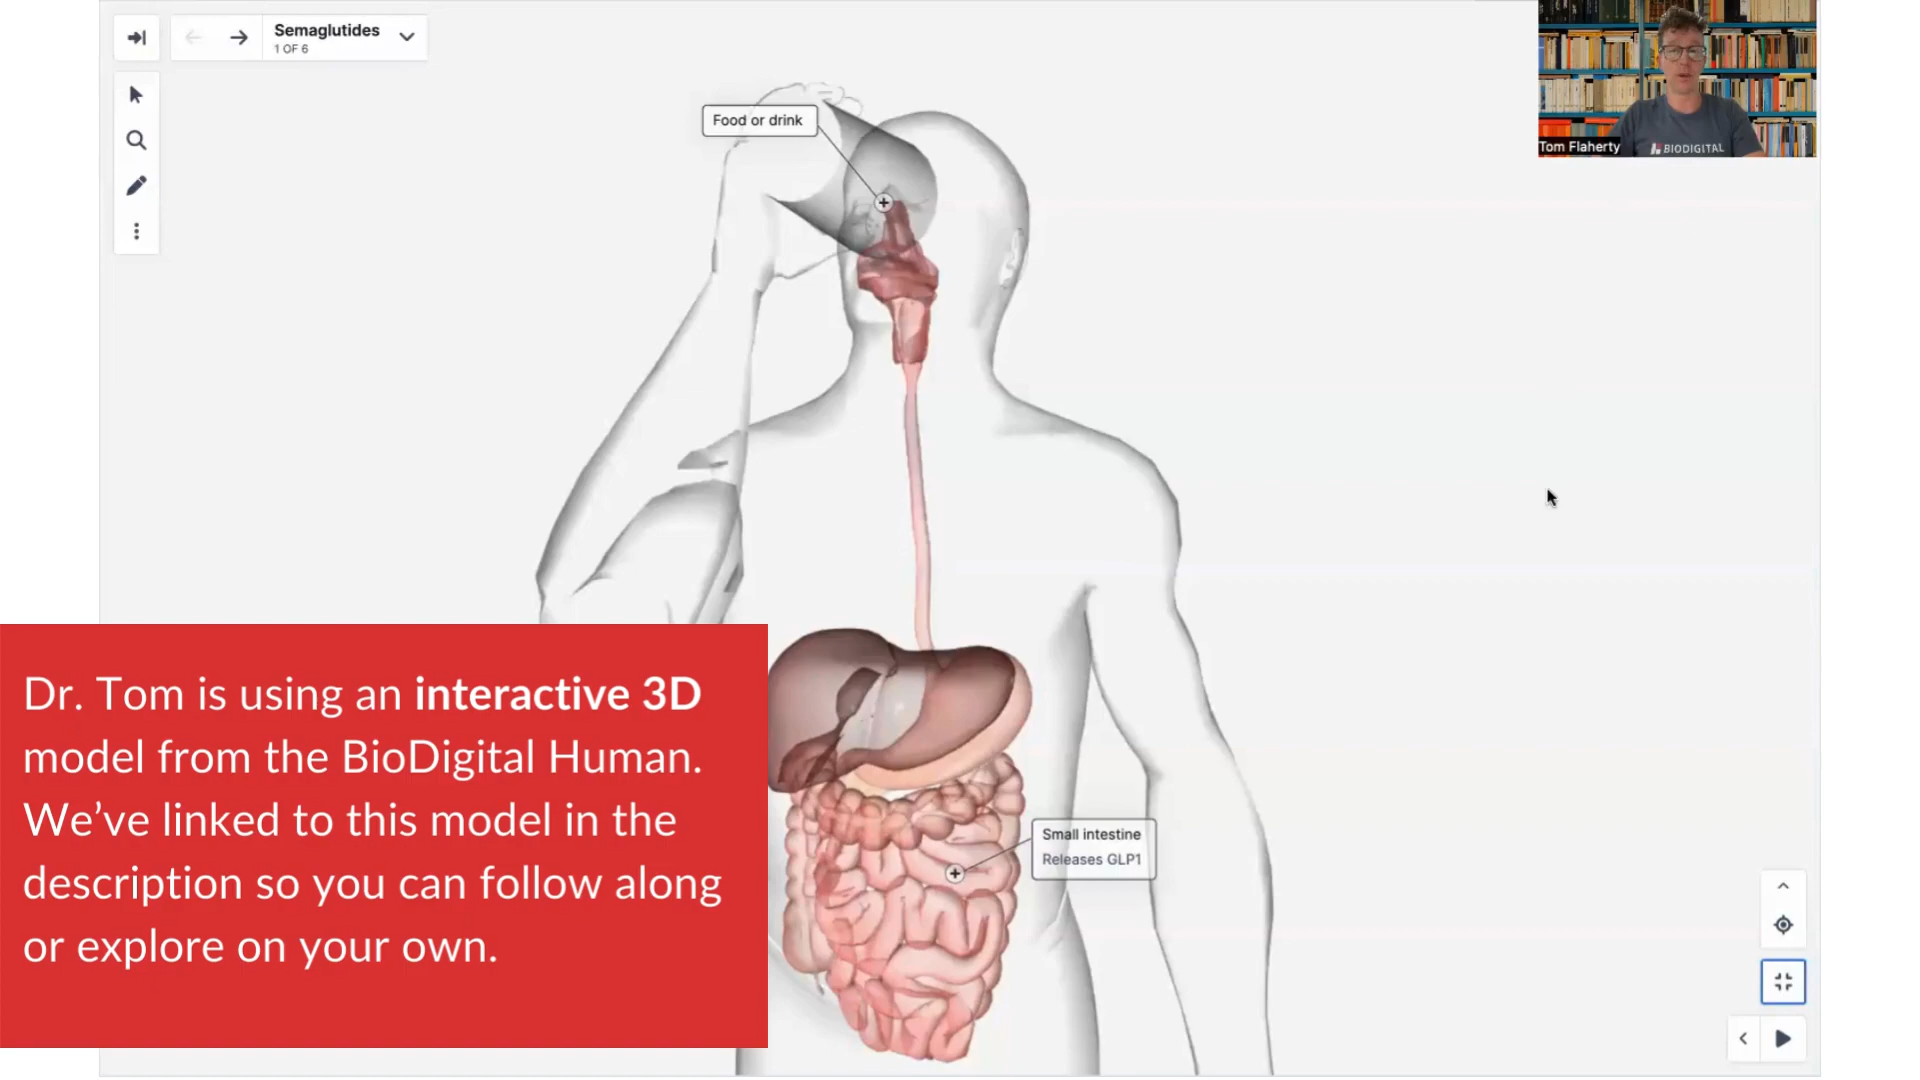 Semaglutides
1 OF 6
Food or drink
Tom Flaherty
BIODIGITAL
Small intestine
Releases GLP1
Dr. Tom is using an interactive 3D
model from the BioDigital Human.
We’ve linked to this model in the
description so you can follow along
or explore on your own.